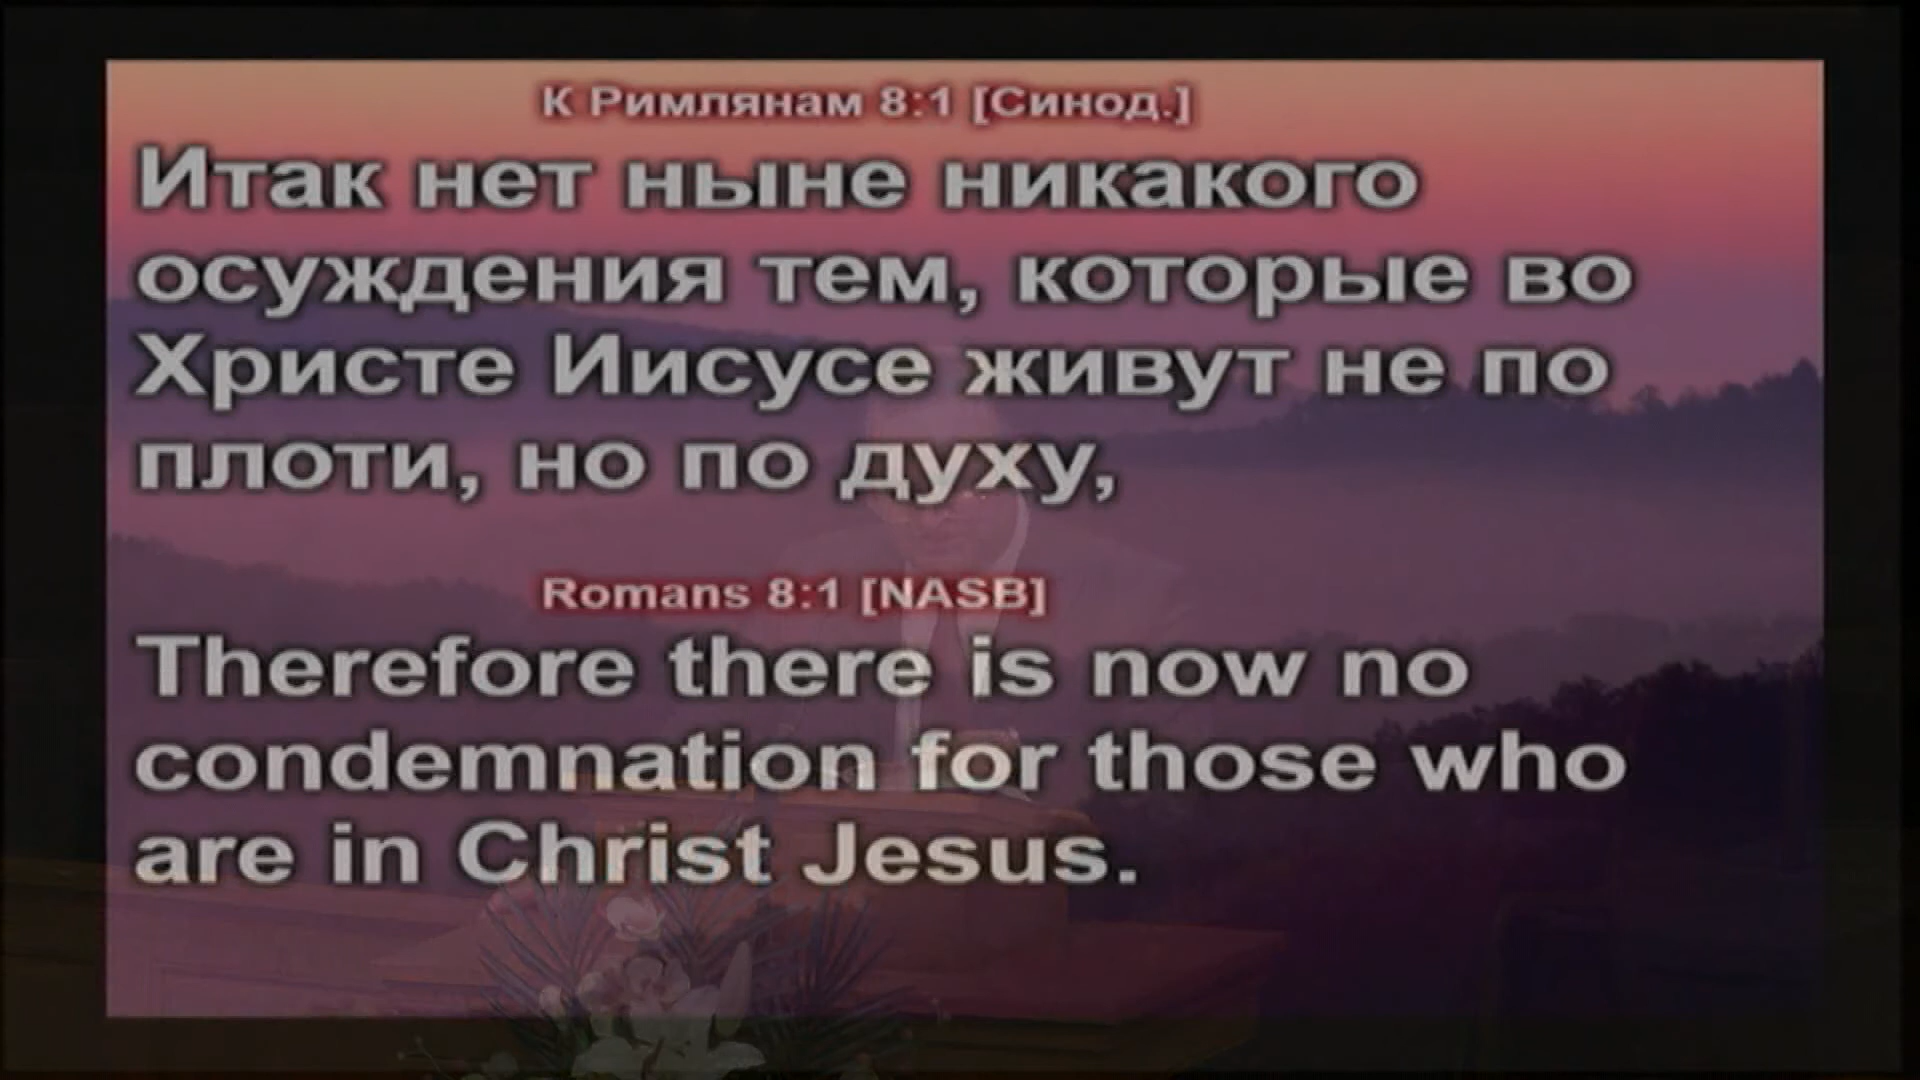 К Римлянам 8:1 [Синод.]
Итак нет ныне никакого
осуждения тем, которые во
Христе Иисусе живут не по
плоти, но по духу,
Romans 8:1 [NASB]
Therefore there is now no
condemnation for those who
are in Christ Jesus.